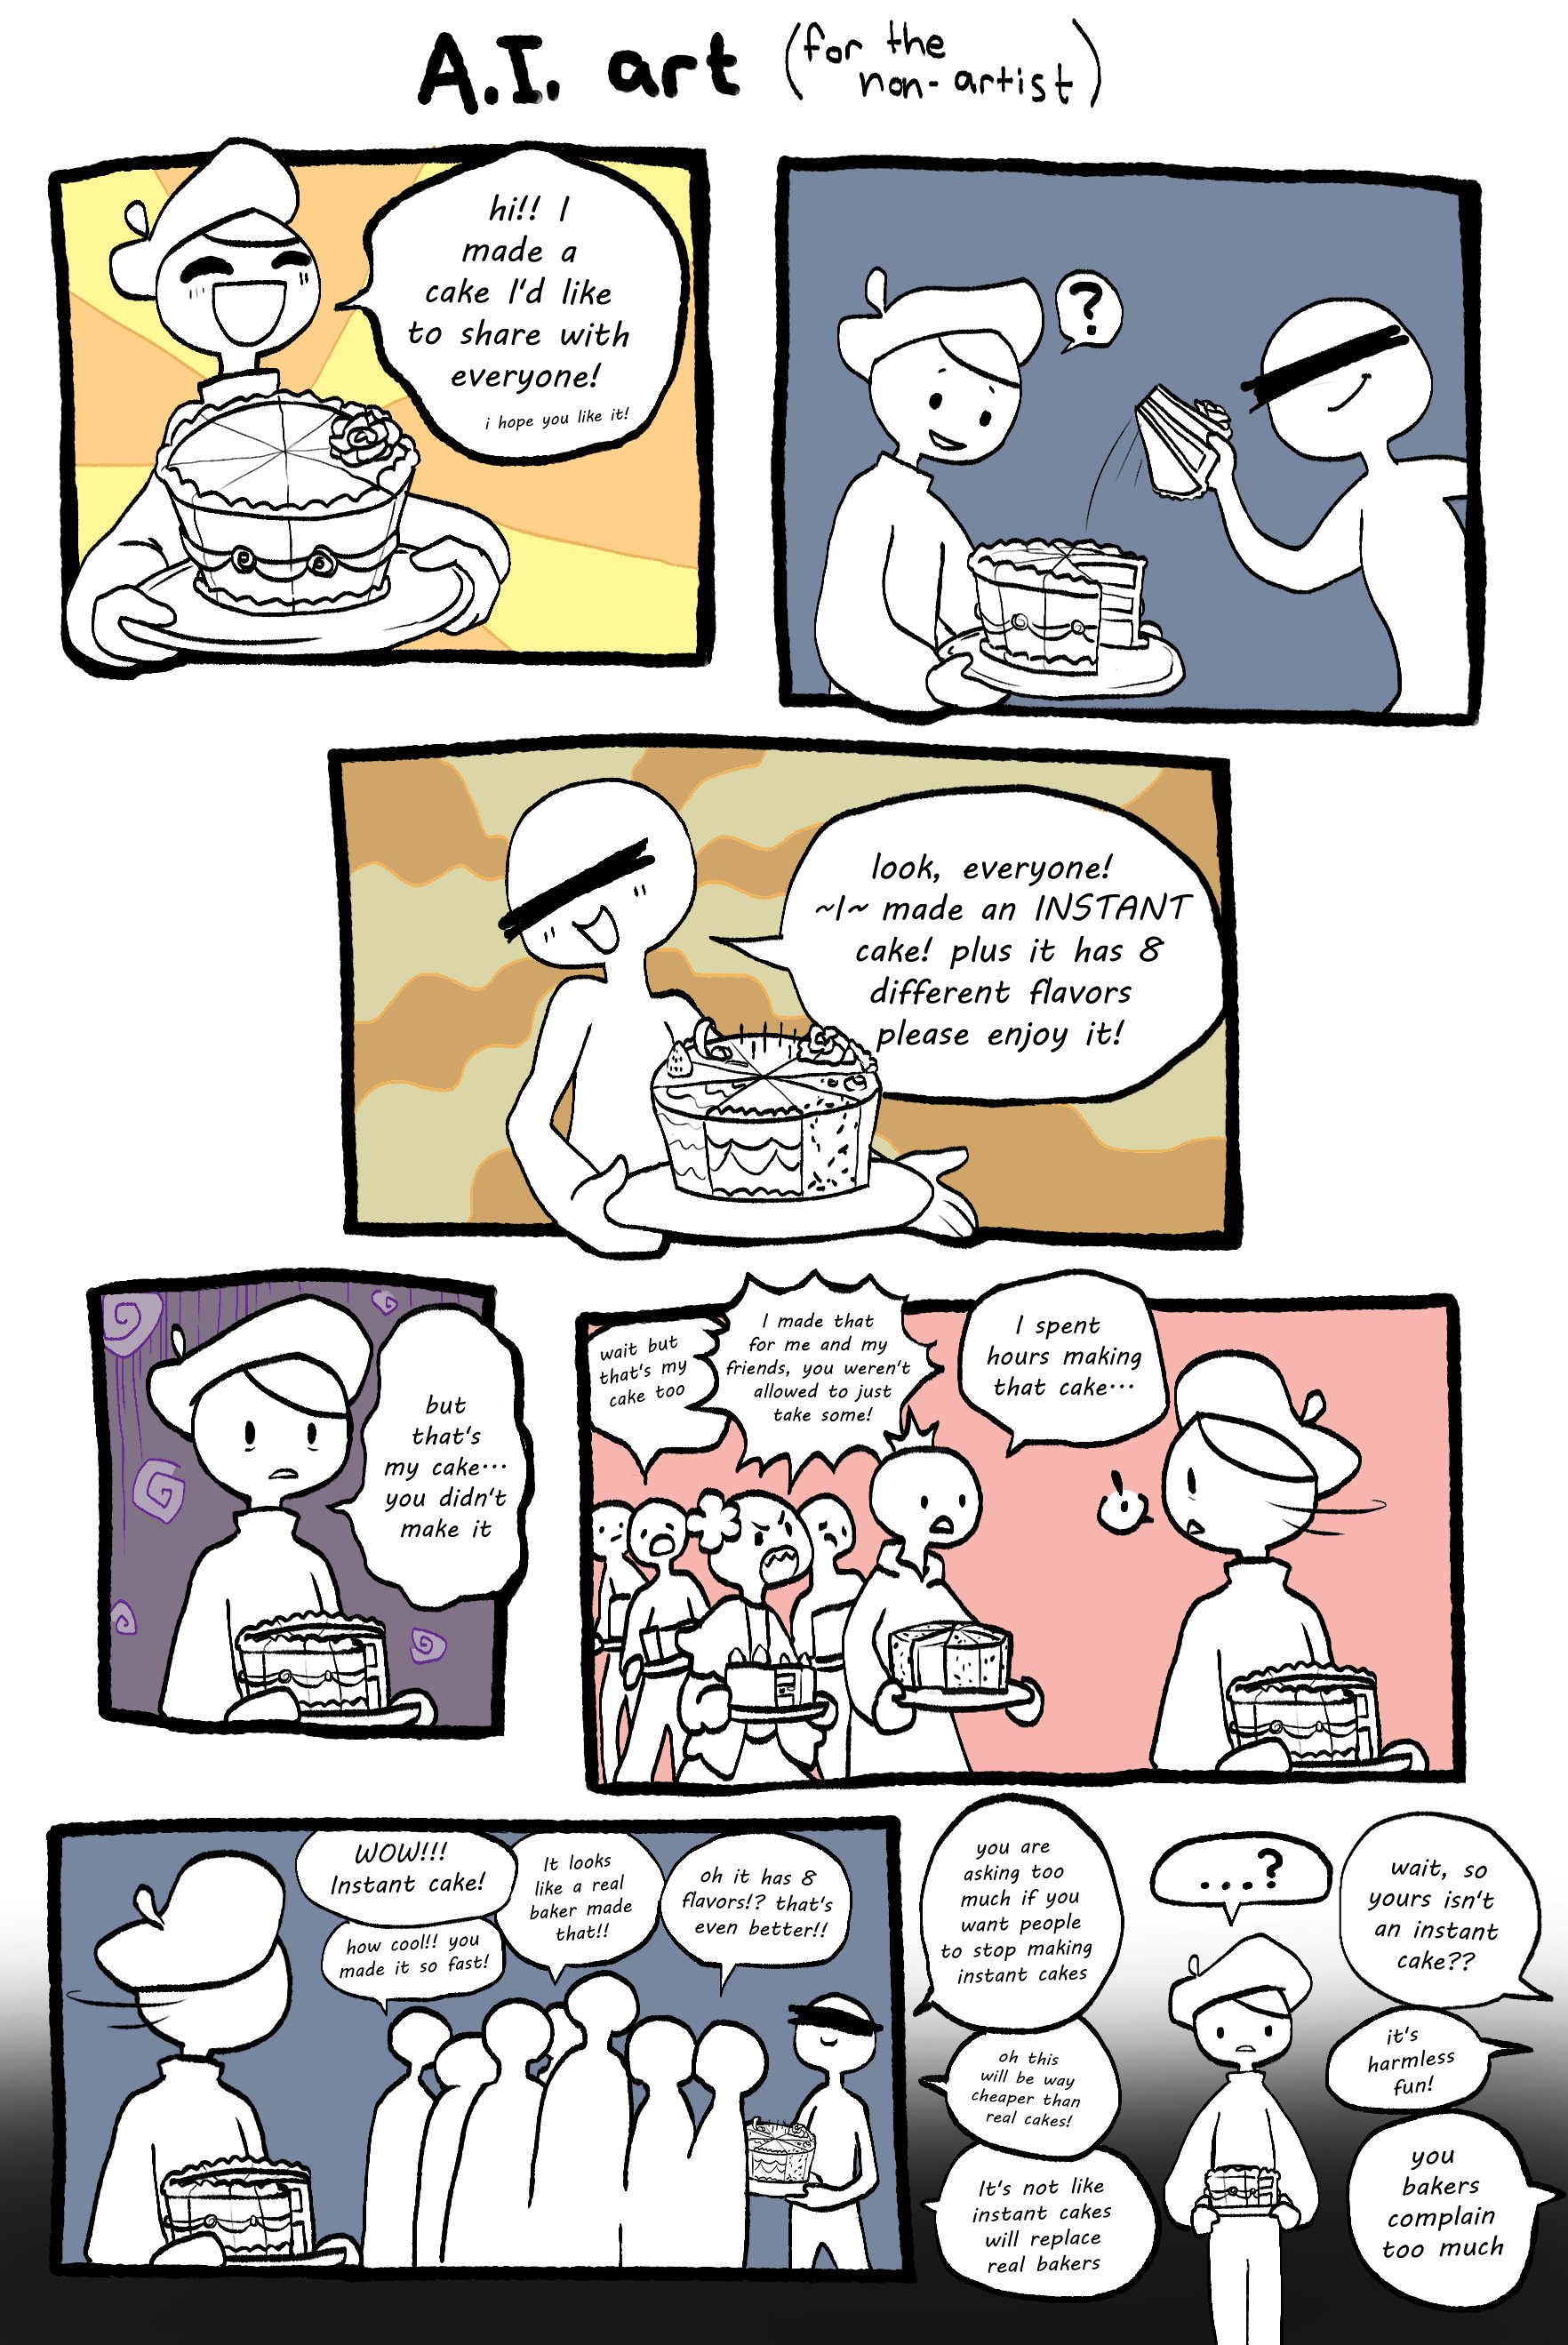 A.I. art (for the
non-artist)
hi!! I
made a
cake I'd like
to share with
everyone!
i hope you like it!
?
look, everyone!
~I~ made an INSTANT
cake! plus it has 8
different flavors
please enjoy it!
but
that's
my cake...
you didn't
make it
wait but
that's my
cake too
I made that
for me and my
friends, you weren't
allowed to just
take some!
I spent
hours making
that cake...
!
WOW!!!
Instant cake!
how cool!! you
made it so fast!
It looks
like a real
baker made
that!!
oh it has 8
flavors!? that's
even better!!
you are
asking too
much if you
want people
to stop making
instant cakes
oh this
will be way
cheaper than
real cakes!
It's not like
instant cakes
will replace
real bakers
...?
wait, so
yours isn't
an instant
cake??
it's
harmless
fun!
you
bakers
complain
too much